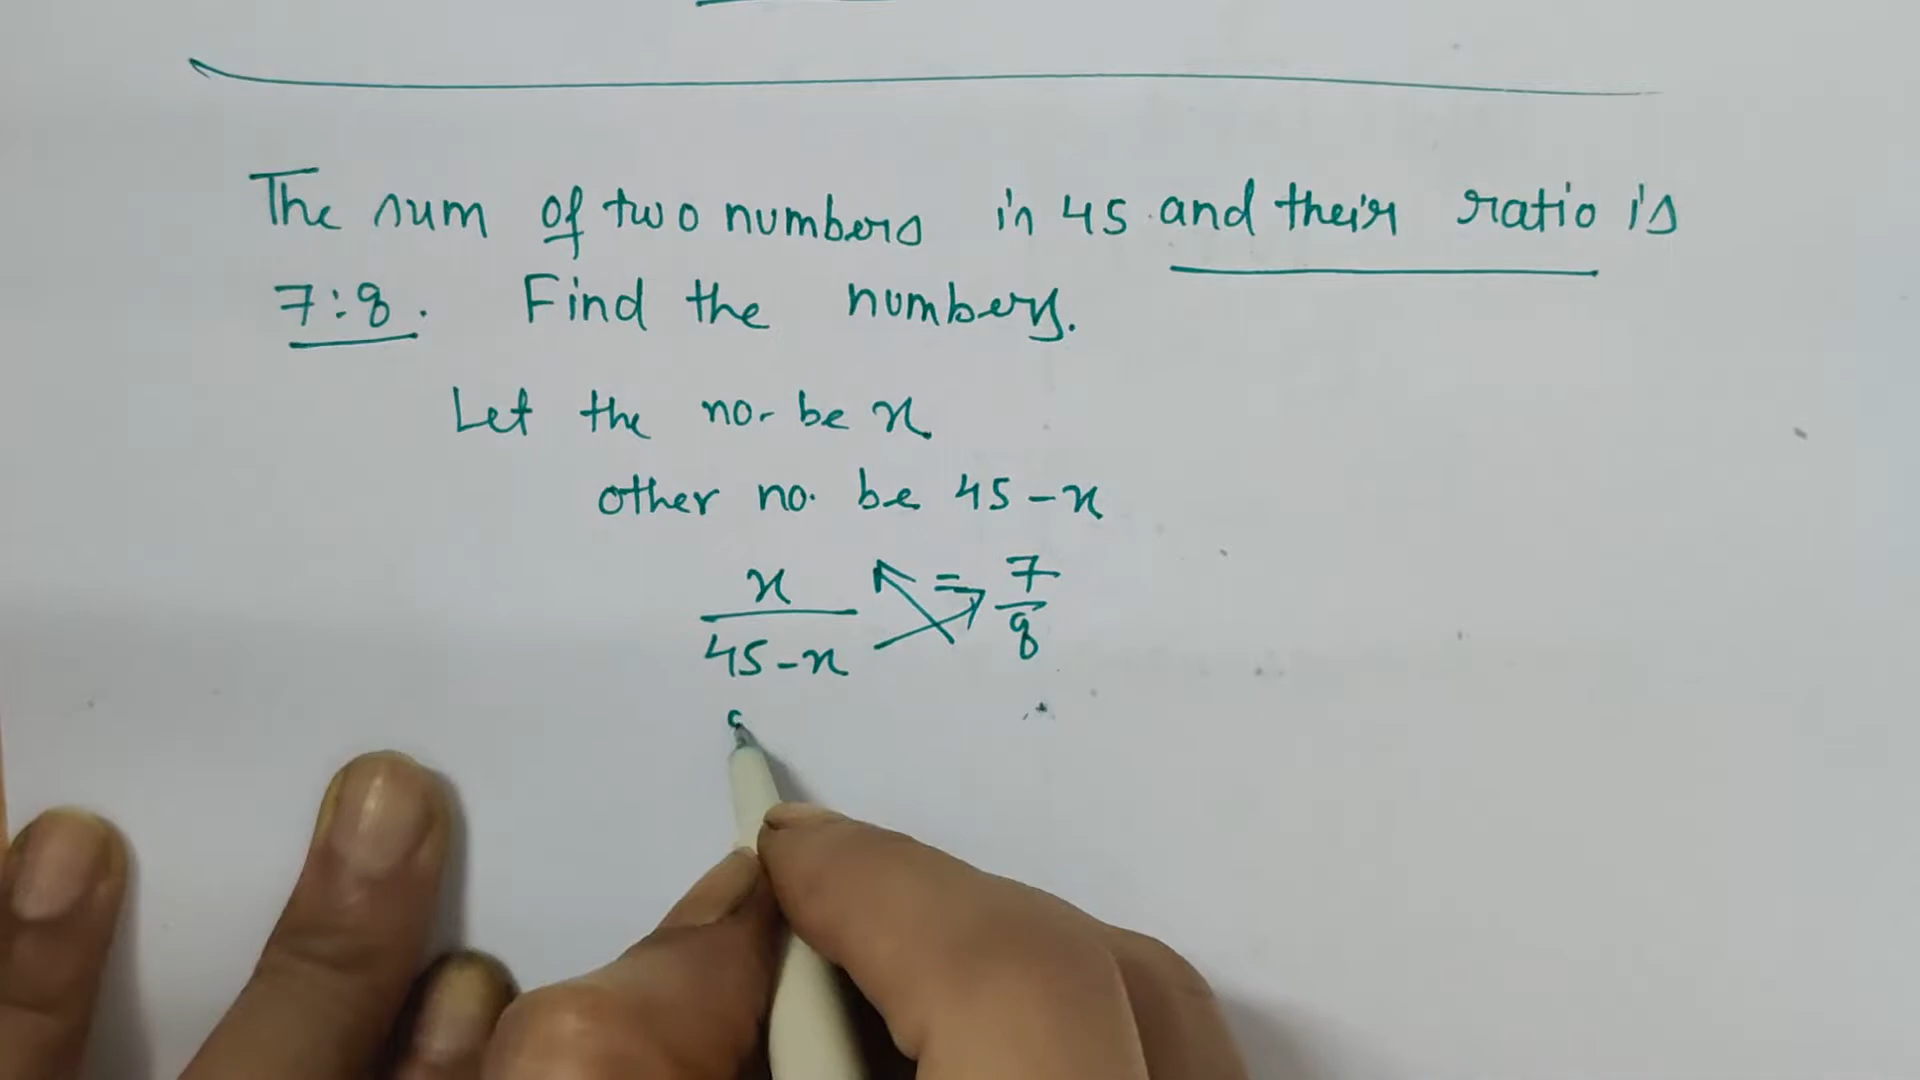 The sum of two numbers is 45 and their ratio is
7:8. Find the numbers.
Let the no. be x
other no. be 45-x
x/45-x = 7/8